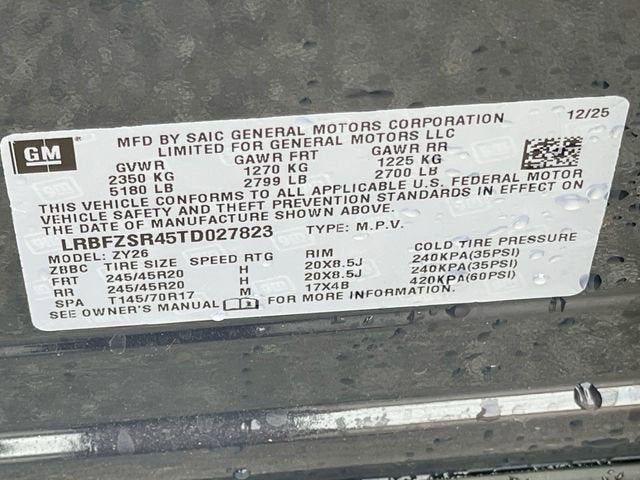 GM
MFD BY SAIC GENERAL MOTORS CORPORATION 12/25
LIMITED FOR GENERAL MOTORS LLC
GVWR GAWR FRT GAWR RR
2350 KG 1270 KG 1225 KG
5180 LB 2799 LB 2700 LB
THIS VEHICLE CONFORMS TO ALL APPLICABLE U.S. FEDERAL MOTOR
VEHICLE SAFETY AND THEFT PREVENTION STANDARDS IN EFFECT ON
THE DATE OF MANUFACTURE SHOWN ABOVE.
LRBFZSR45TD027823 TYPE: M.P.V.
MODEL: ZY26
ZBBC TIRE SIZE SPEED RTG RIM COLD TIRE PRESSURE
FRT 245/45R20 H 20X8.5J 240KPA(35PSI)
RR 245/45R20 H 20X8.5J 240KPA(35PSI)
SPA T145/70R17 M 17X4B 420KPA(60PSI)
SEE OWNER'S MANUAL FOR MORE INFORMATION.